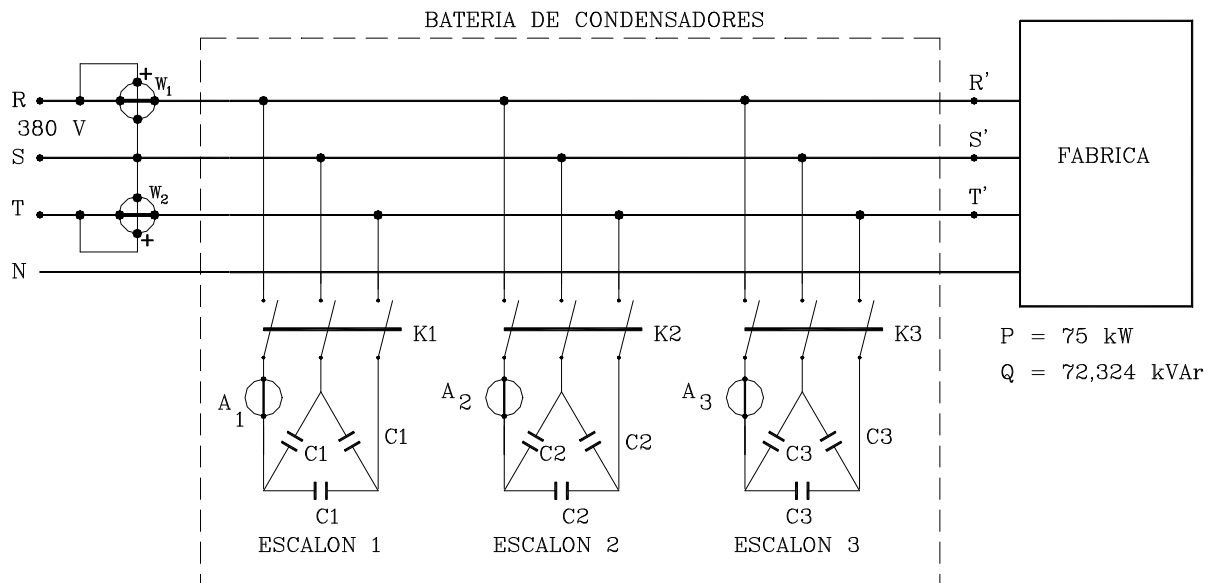 BATERIA DE CONDENSADORES
R
380 V
S
T
N
W1
W2
R'
S'
T'
FABRICA
P = 75 kW
Q = 72,324 kVAr
K1
K2
K3
A1
A2
A3
C1
C1
C1
C2
C2
C2
C3
C3
C3
ESCALON 1
ESCALON 2
ESCALON 3